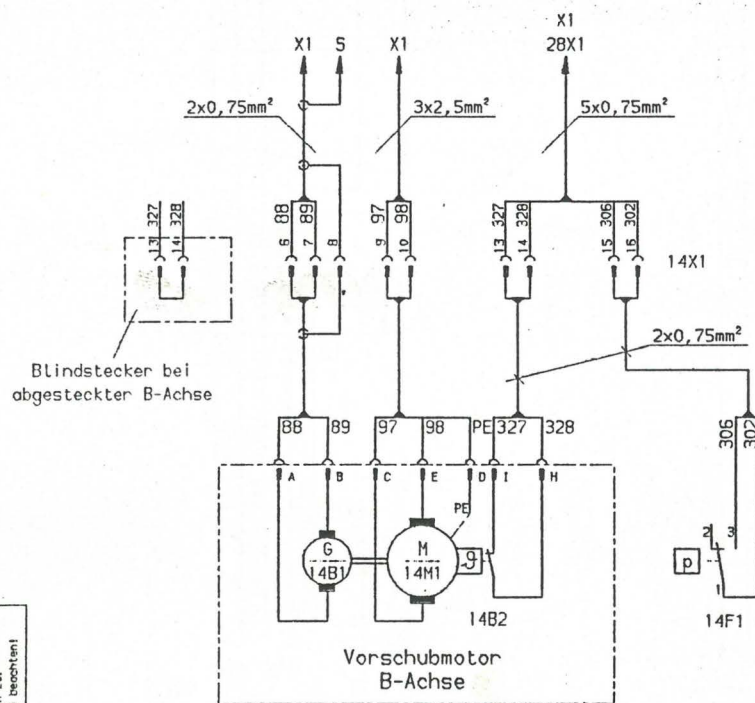 X1 S X1 X1
28X1
2x0,75mm² 3x2,5mm² 5x0,75mm²
327 328 88 89 97 98 327 328 306 302
13 14 6 7 8 9 10 13 14 15 16
14X1
2x0,75mm²
Blindstecker bei
abgesteckter B-Achse
88 89 97 98 PE 327 328 306 302
A B C E D I H
PE
G M ϑ
14B1 14M1
14B2
2 3
p
1
14F1
Vorschubmotor
B-Achse
beachten!